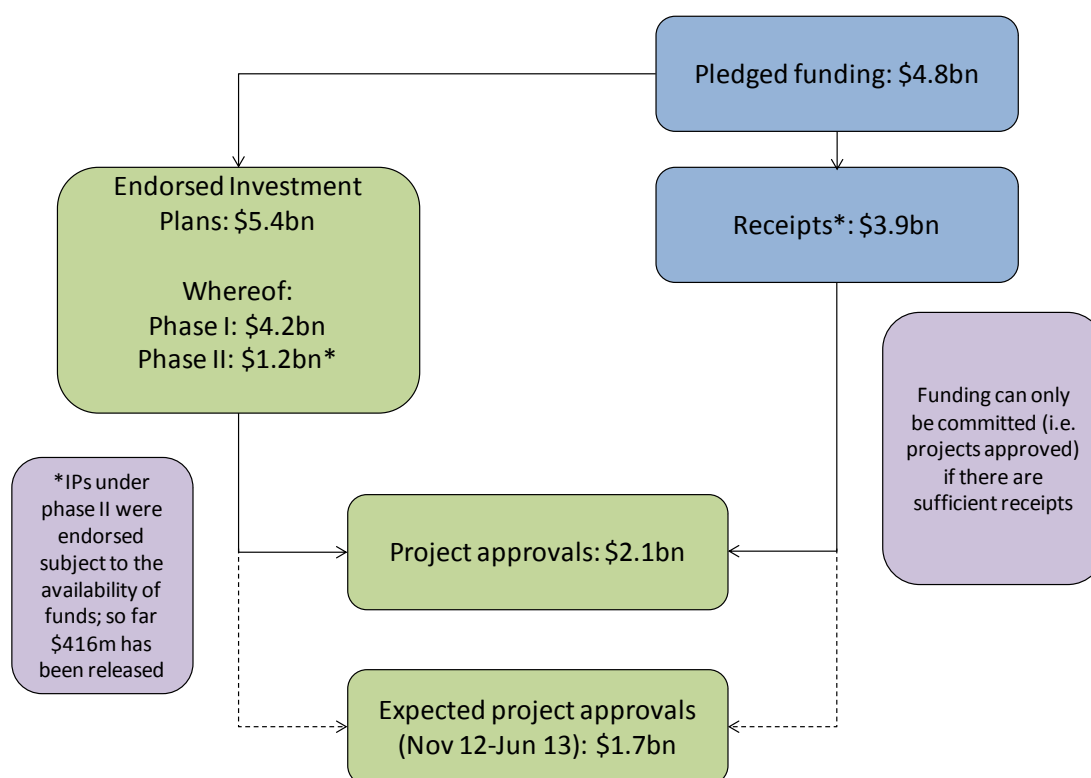 Pledged funding: $4.8bn
Endorsed Investment
Plans: $5.4bn
Whereof:
Phase I: $4.2bn
Phase II: $1.2bn*
Receipts*: $3.9bn
Funding can only
be committed (i.e.
projects approved)
if there are
sufficient receipts
*IPs under
phase II were
endorsed
subject to the
availability of
funds; so far
$416m has
been released
Project approvals: $2.1bn
Expected project approvals
(Nov 12-Jun 13): $1.7bn